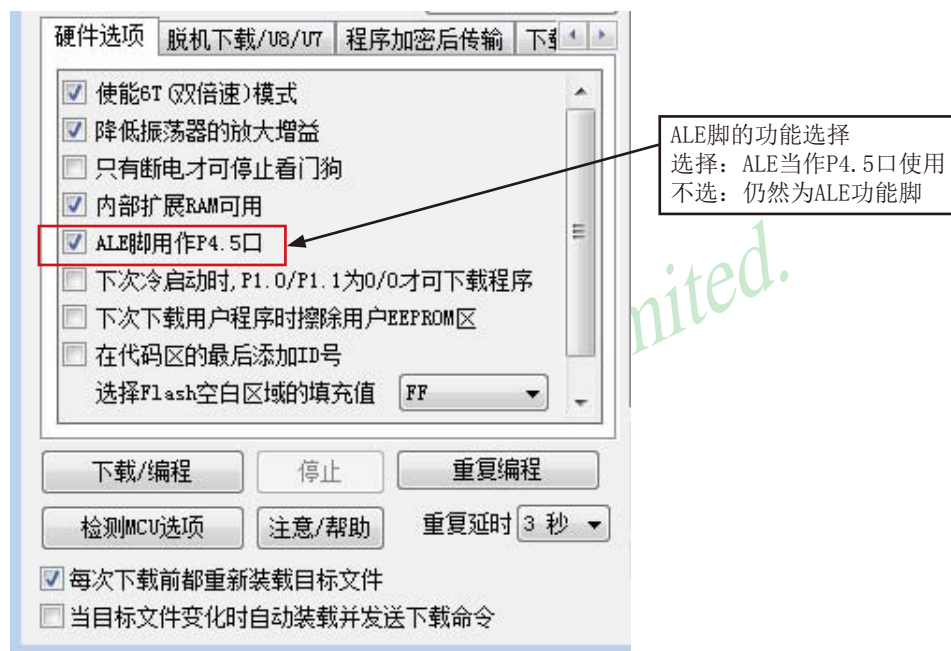 硬件选项 脱机下载/U8/U7 程序加密后传输
使能6T(双倍速)模式
降低振荡器的放大增益
只有断电才可停止看门狗
内部扩展RAM可用
ALE脚用作P4.5口
下次冷启动时,P1.0/P1.1为0/0才可下载程序
下次下载用户程序时擦除用户EEPROM区
在代码区的最后添加ID号
选择Flash空白区域的填充值 FF
ALE脚的功能选择
选择：ALE当作P4.5口使用
不选：仍然为ALE功能脚
mited.
下载/编程 停止 重复编程
检测MCU选项 注意/帮助 重复延时 3 秒
每次下载前都重新装载目标文件
当目标文件变化时自动装载并发送下载命令